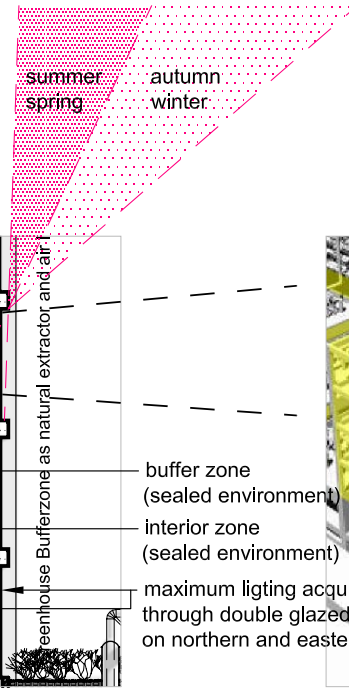 summer
spring
autumn
winter
eenhouse Bufferzone as natural extractor and air
buffer zone
(sealed environment)
interior zone
(sealed environment)
maximum ligting acqu
through double glazed
on northern and easte